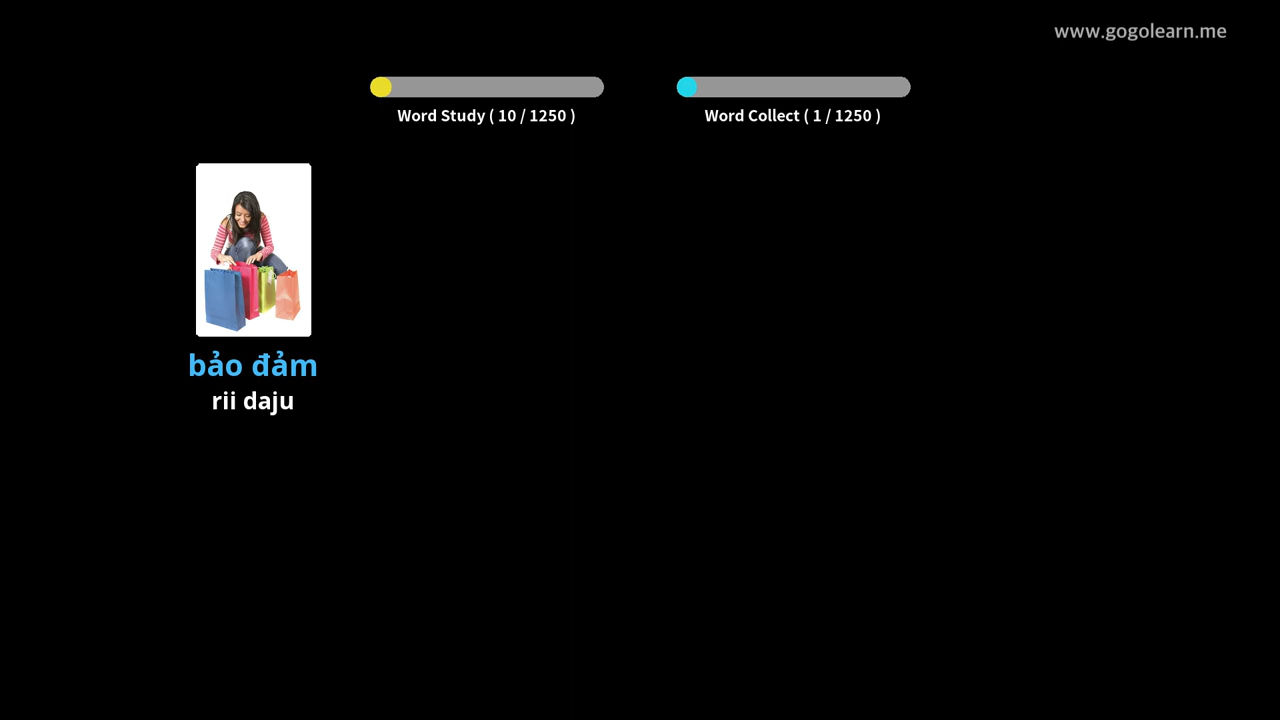 www.gogolearn.me
Word Study ( 10 / 1250 )
Word Collect ( 1 / 1250 )
bảo đảm
rii daju